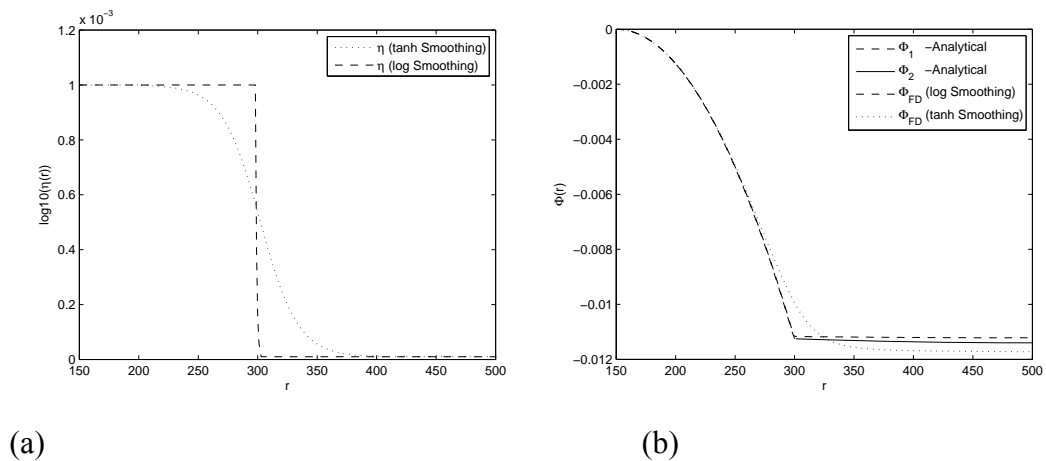 x 10⁻³
1.2
1
0.8
0.6
0.4
0.2
0
150 200 250 300 350 400 450 500
r
log10(η(r))
η (tanh Smoothing)
η (log Smoothing)
(a)
0
−0.002
−0.004
−0.006
−0.008
−0.01
−0.012
150 200 250 300 350 400 450 500
r
Φ(r)
Φ₁ −Analytical
Φ₂ −Analytical
Φ_FD (log Smoothing)
Φ_FD (tanh Smoothing)
(b)